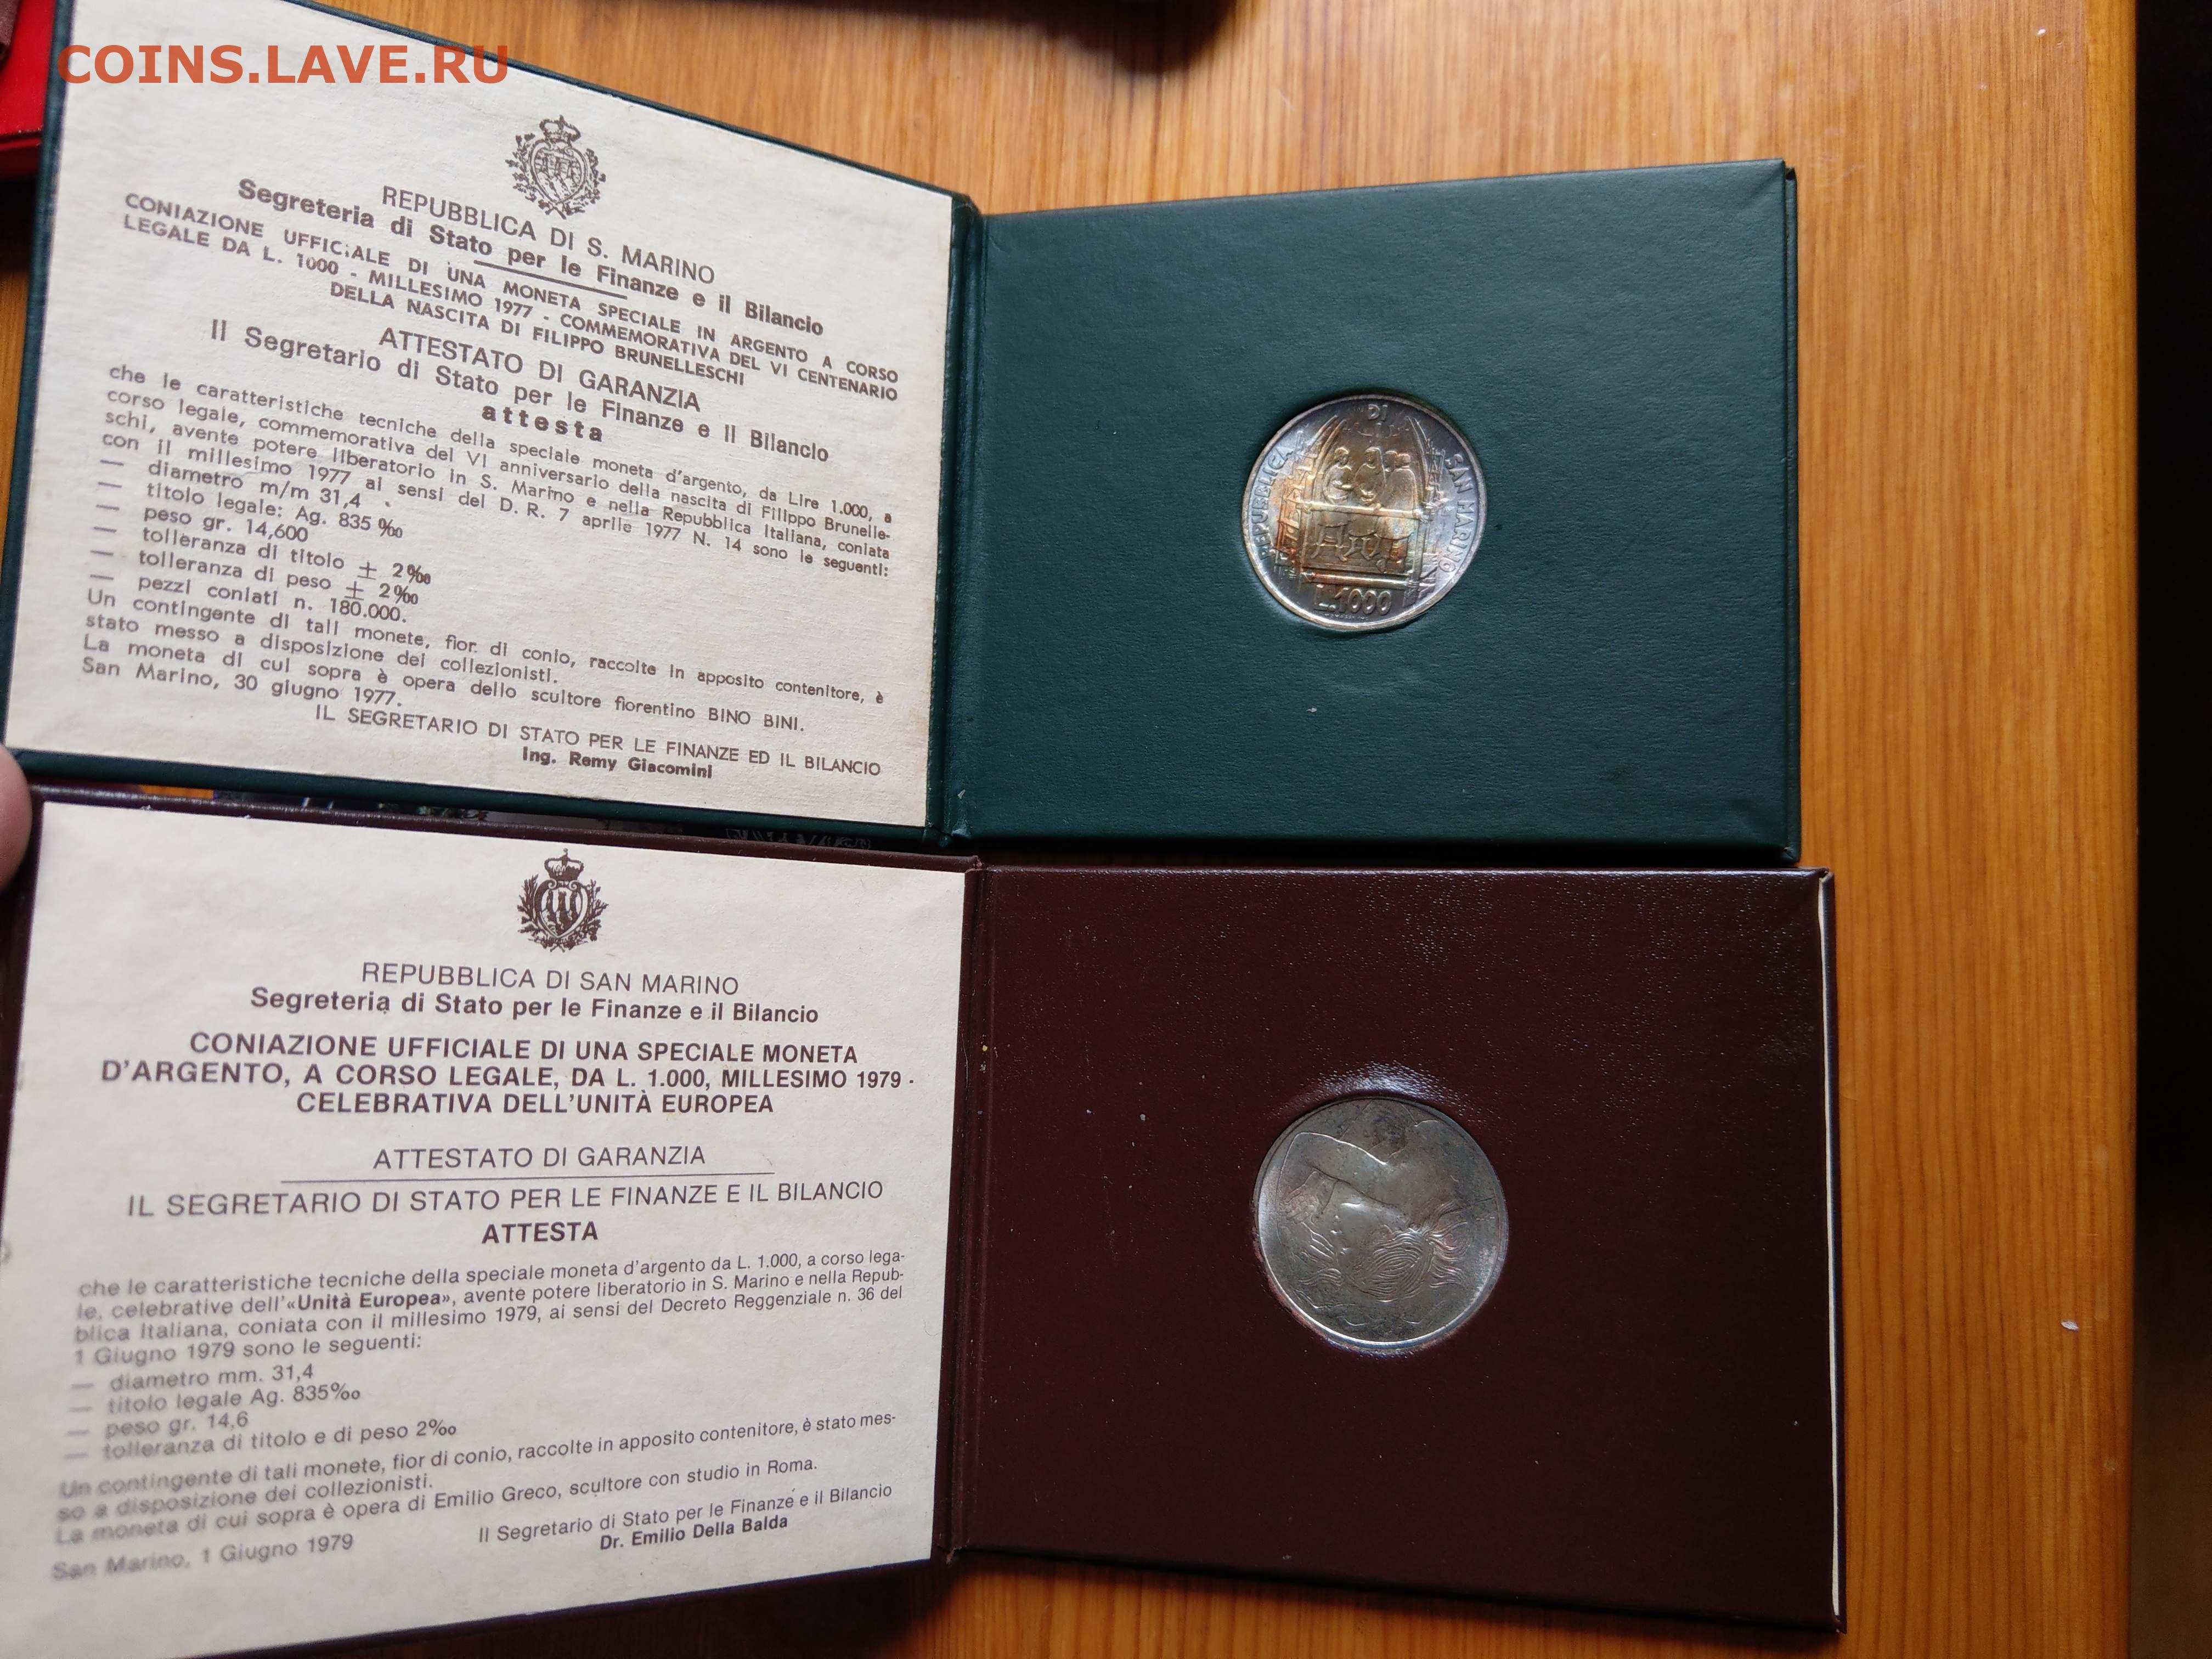 COINS.LAVE.RU
REPUBBLICA DI S. MARINO
Segreteria di Stato per le Finanze e il Bilancio
CONIAZIONE UFFICIALE DI UNA MONETA SPECIALE IN ARGENTO A CORSO
LEGALE DA L. 1000 - MILLESIMO 1977 - COMMEMORATIVA DEL VI CENTENARIO
DELLA NASCITA DI FILIPPO BRUNELLESCHI
ATTESTATO DI GARANZIA
Il Segretario di Stato per le Finanze e il Bilancio
attesta
che le caratteristiche tecniche della speciale moneta d'argento, da Lire 1.000, a
corso legale, commemorativa del VI anniversario della nascita di Filippo Brunelle-
schi, avente potere liberatorio in S. Marino e nella Repubblica Italiana, coniata
con il millesimo 1977 ai sensi del D. R. 7 aprile 1977 N. 14 sono le seguenti:
— diametro m/m 31,4
— titolo legale: Ag. 835 ‰
— peso gr. 14,600
— tolleranza di titolo ± 2‰
— tolleranza di peso ± 2‰
— pezzi coniati n. 180.000.
Un contingente di tali monete, fior. di conio, raccolte in apposito contenitore, è
stato messo a disposizione dei collezionisti.
La moneta di cui sopra è opera dello scultore fiorentino BINO BINI.
San Marino, 30 giugno 1977.
IL SEGRETARIO DI STATO PER LE FINANZE ED IL BILANCIO
Ing. Remy Giacomini
REPUBBLICA DI SAN MARINO
L.1000
REPUBBLICA DI SAN MARINO
Segreteria di Stato per le Finanze e il Bilancio
CONIAZIONE UFFICIALE DI UNA SPECIALE MONETA
D'ARGENTO, A CORSO LEGALE, DA L. 1.000, MILLESIMO 1979 -
CELEBRATIVA DELL'UNITÀ EUROPEA
ATTESTATO DI GARANZIA
IL SEGRETARIO DI STATO PER LE FINANZE E IL BILANCIO
ATTESTA
che le caratteristiche tecniche della speciale moneta d'argento da L. 1.000, a corso lega-
le, celebrative dell'«Unità Europea», avente potere liberatorio in S. Marino e nella Repub-
blica Italiana, coniata con il millesimo 1979, ai sensi del Decreto Reggenziale n. 36 del
1 Giugno 1979 sono le seguenti:
— diametro mm. 31,4
— titolo legale Ag. 835‰
— peso gr. 14,6
— tolleranza di titolo e di peso 2‰
Un contingente di tali monete, fior di conio, raccolte in apposito contenitore, è stato mes-
so a disposizione dei collezionisti.
La moneta di cui sopra è opera di Emilio Greco, scultore con studio in Roma.
Il Segretario di Stato per le Finanze e il Bilancio
Dr. Emilio Della Balda
San Marino, 1 Giugno 1979